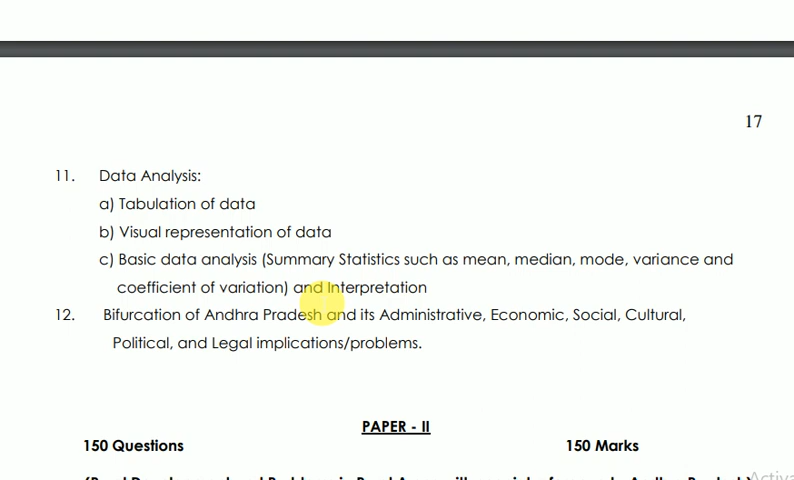 17
11. Data Analysis:
a) Tabulation of data
b) Visual representation of data
c) Basic data analysis (Summary Statistics such as mean, median, mode, variance and
coefficient of variation) and Interpretation
12. Bifurcation of Andhra Pradesh and its Administrative, Economic, Social, Cultural,
Political, and Legal implications/problems.
PAPER - II
150 Questions 150 Marks